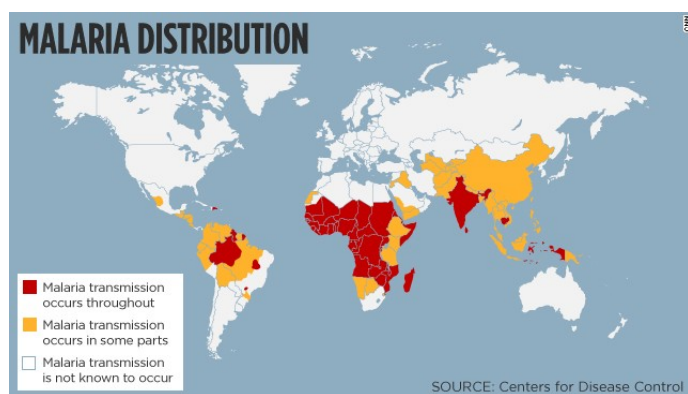 CNN
MALARIA DISTRIBUTION
Malaria transmission
occurs throughout
Malaria transmission
occurs in some parts
Malaria transmission
is not known to occur
SOURCE: Centers for Disease Control